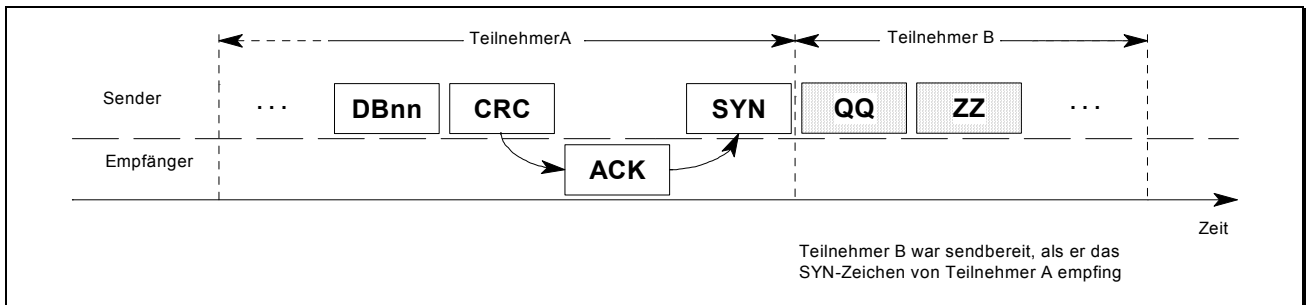 TeilnehmerA Teilnehmer B
Sender ... DBnn CRC SYN QQ ZZ ...
Empfänger ACK
Zeit
Teilnehmer B war sendbereit, als er das
SYN-Zeichen von Teilnehmer A empfing